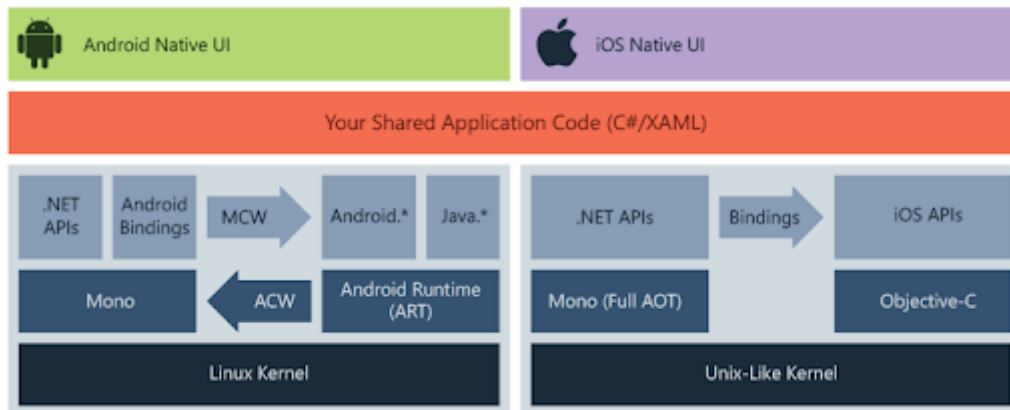 Android Native UI
iOS Native UI
Your Shared Application Code (C#/XAML)
.NET
APIs
Android
Bindings
MCW
Android.*
Java.*
.NET APIs
Bindings
iOS APIs
Mono
ACW
Android Runtime
(ART)
Mono (Full AOT)
Objective-C
Linux Kernel
Unix-Like Kernel